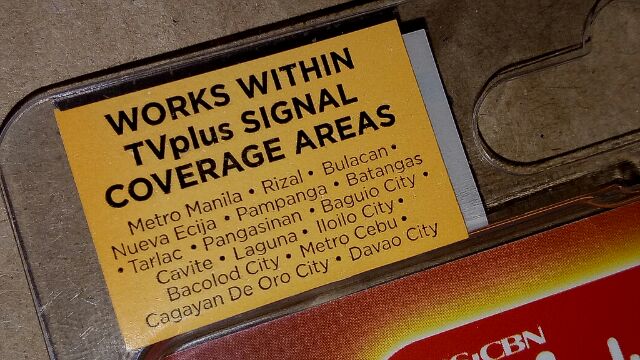 WORKS WITHIN
TVplus SIGNAL
COVERAGE AREAS
Metro Manila • Rizal • Bulacan •
Nueva Ecija • Pampanga • Batangas
• Tarlac • Pangasinan • Baguio City •
Cavite • Laguna • Iloilo City •
Bacolod City • Metro Cebu •
Cagayan De Oro City • Davao City
CBN